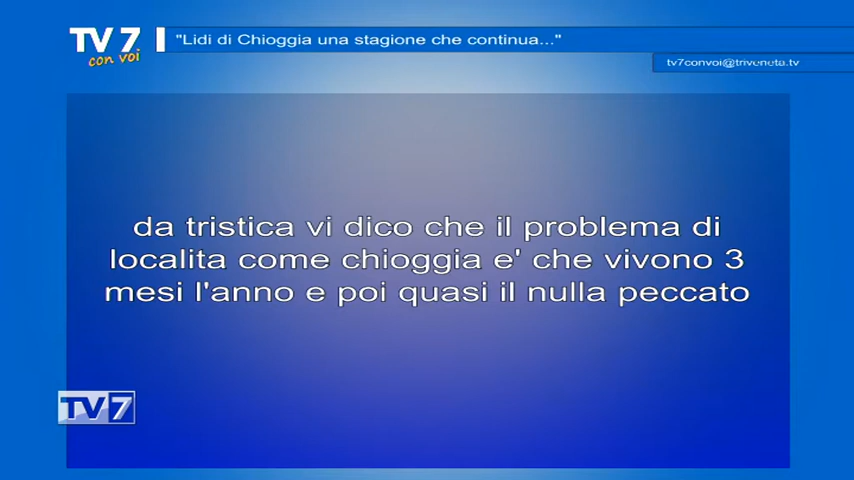 TV 7
con voi
"Lidi di Chioggia una stagione che continua..."
tv7convoi@triveneta.tv
da tristica vi dico che il problema di
localita come chioggia e' che vivono 3
mesi l'anno e poi quasi il nulla peccato
TV7